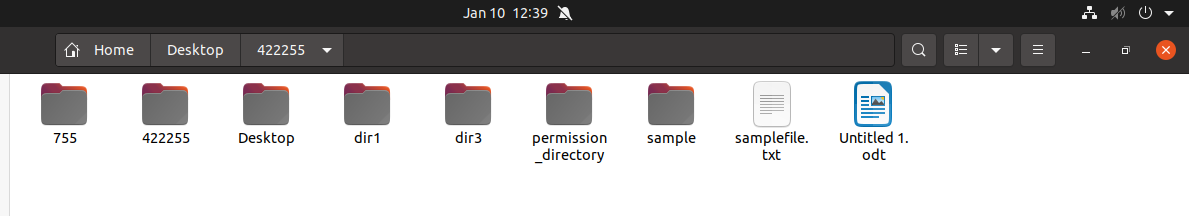 Jan 10 12:39
Home Desktop 422255
755 422255 Desktop dir1 dir3 permission sample samplefile. Untitled 1.
_directory txt odt